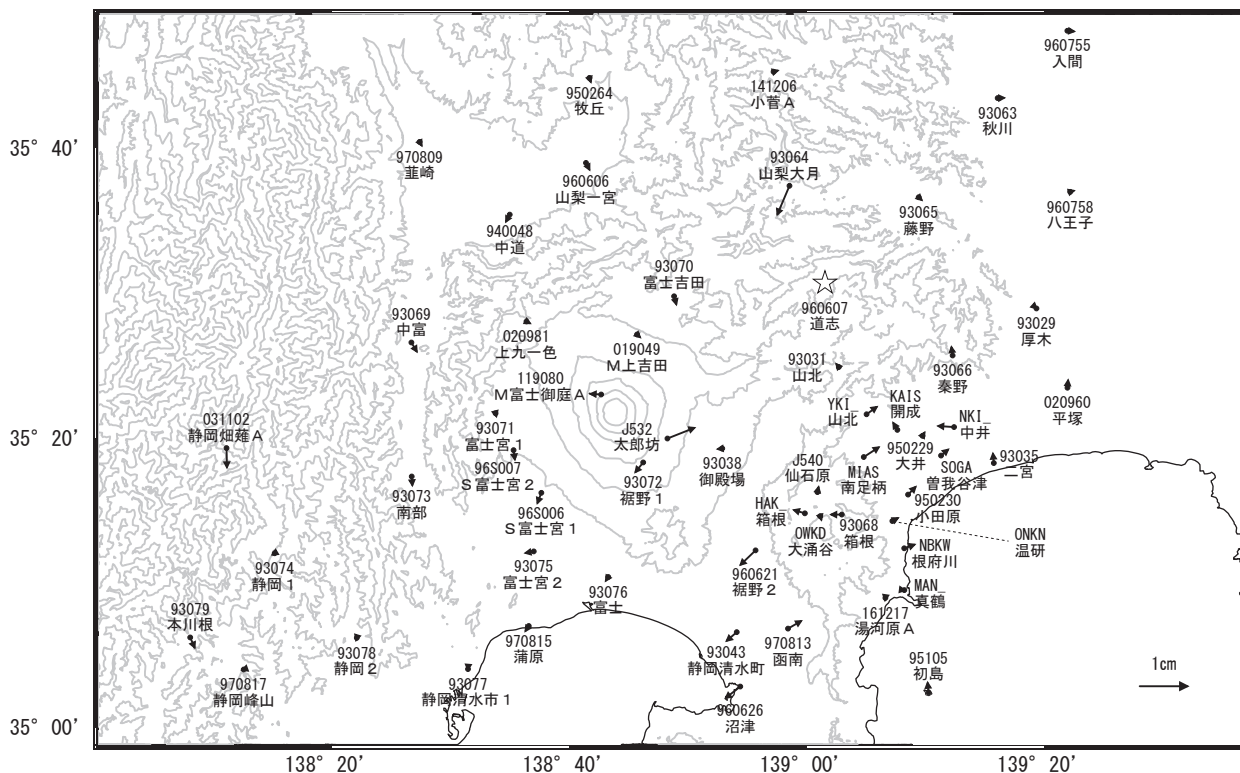 960755
入間
950264
牧丘
141206
小菅Ａ
93063
秋川
35° 40'
970809
韮崎
960606
山梨一宮
93064
山梨大月
93065
藤野
960758
八王子
940048
中道
93070
富士吉田
960607
道志
93029
厚木
93069
中富
020981
上九一色
019049
Ｍ上吉田
93031
山北
93066
秦野
119080
Ｍ富士御庭Ａ
020960
平塚
031102
静岡畑薙Ａ
35° 20'
93071
富士宮１
J532
太郎坊
YKI_
山北
KAIS
開成
NKI_
中井
950229
大井
93038
御殿場
96S007
Ｓ富士宮２
93072
裾野１
J540
仙石原
MIAS
南足柄
SOGA
曽我谷津
93035
二宮
93073
南部
96S006
Ｓ富士宮１
HAK_
箱根
OWKD
大涌谷
93068
箱根
950230
小田原
ONKN
温研
93074
静岡１
93075
富士宮２
93076
富士
960621
裾野２
NBKW
根府川
MAN_
真鶴
161217
湯河原Ａ
93079
本川根
93078
静岡２
970815
蒲原
93043
静岡清水町
970813
函南
95105
初島
970817
静岡峰山
93077
静岡清水市１
960626
沼津
1cm
35° 00'
138° 20'
138° 40'
139° 00'
139° 20'